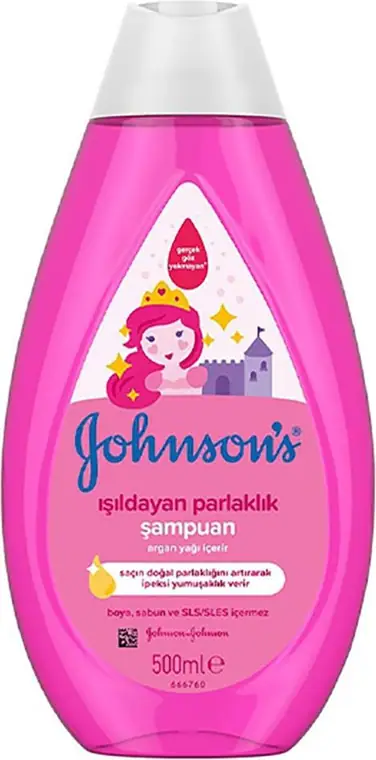 gerçek
göz
yakmayan*
Johnson's®
ışıldayan parlaklık
şampuan
argan yağı içerir
saçın doğal parlaklığını artırarak
ipeksi yumuşaklık verir
boya, sabun ve SLS/SLES içermez
Johnson & Johnson
500ml e
666760